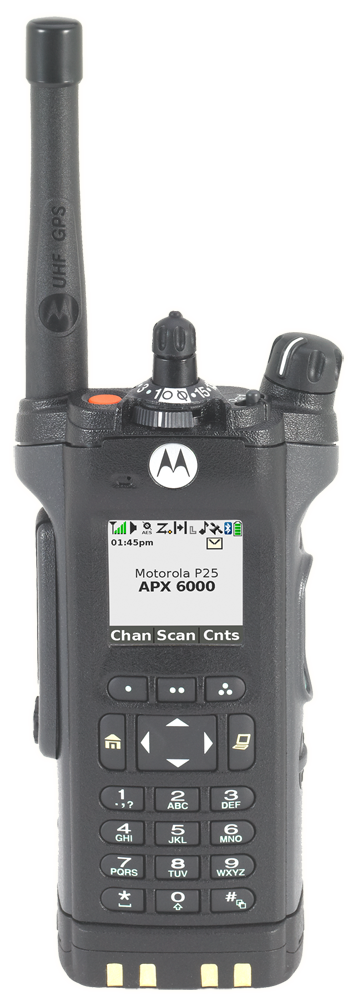 UHF GPS
AES
L
01:45pm
Motorola P25
APX 6000
Chan Scan Cnts
1 2 3
.,? ABC DEF
4 5 6
GHI JKL MNO
7 8 9
PQRS TUV WXYZ
* 0 #